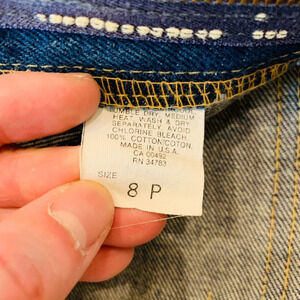 TUMBLE DRY, MEDIUM
HEAT, WASH & DRY
SEPARATELY, AVOID
CHLORINE BLEACH
100% COTTON/COTON,
MADE IN U.S.A.
CA 00492
RN 34783
SIZE
8 P